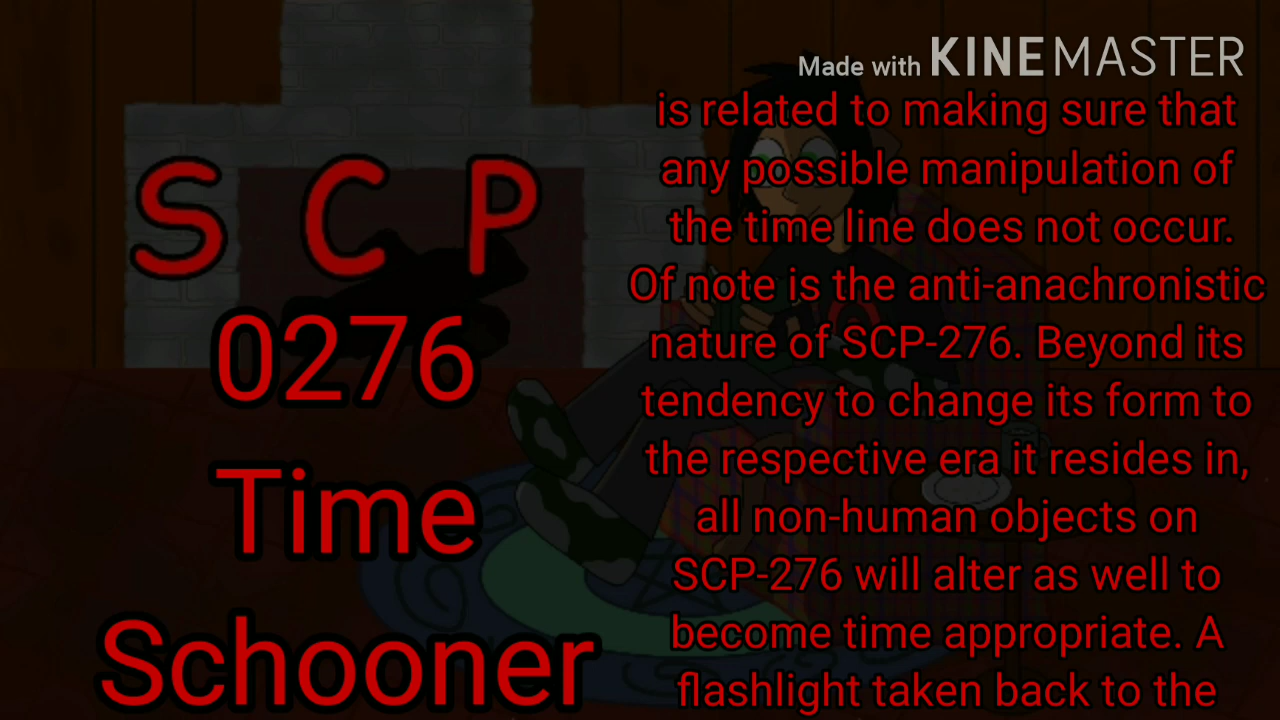 Made with KINEMASTER
S C P
0276
Time
Schooner
is related to making sure that
any possible manipulation of
the time line does not occur.
Of note is the anti-anachronistic
nature of SCP-276. Beyond its
tendency to change its form to
the respective era it resides in,
all non-human objects on
SCP-276 will alter as well to
become time appropriate. A
flashlight taken back to the